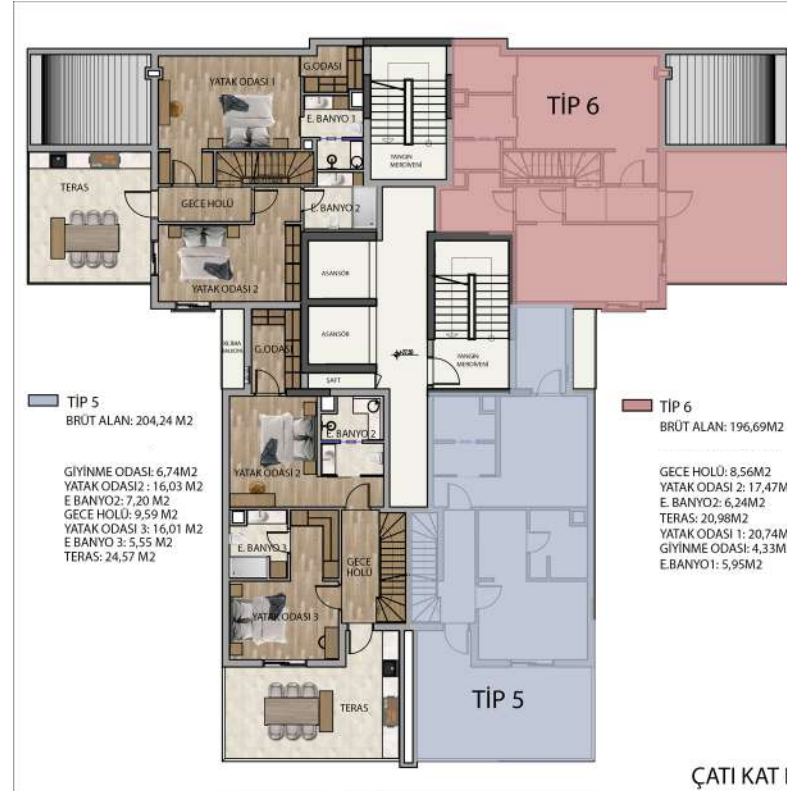 YATAK ODASI 1
G.ODASI
E. BANYO 1
YANGIN
MERDİVENİ
TİP 6
TERAS
GECE HOLÜ
E. BANYO 2
YATAK ODASI 2
ASANSÖR
ASANSÖR
KLİMA
BALKONU
G.ODASI
ŞAFT
YANGIN
MERDİVENİ
TİP 5
BRÜT ALAN: 204,24 M2
GİYİNME ODASI: 6,74M2
YATAK ODASI2 : 16,03 M2
E BANYO2: 7,20 M2
GECE HOLÜ: 9,59 M2
YATAK ODASI 3: 16,01 M2
E BANYO 3: 5,55 M2
TERAS: 24,57 M2
E. BANYO 2
YATAK ODASI 2
E. BANYO 3
GECE
HOLÜ
YATAK ODASI 3
TERAS
TİP 5
TİP 6
BRÜT ALAN: 196,69M2
GECE HOLÜ: 8,56M2
YATAK ODASI 2: 17,47M
E. BANYO2: 6,24M2
TERAS: 20,98M2
YATAK ODASI 1: 20,74M
GİYİNME ODASI: 4,33M
E.BANYO1: 5,95M2
ÇATI KAT